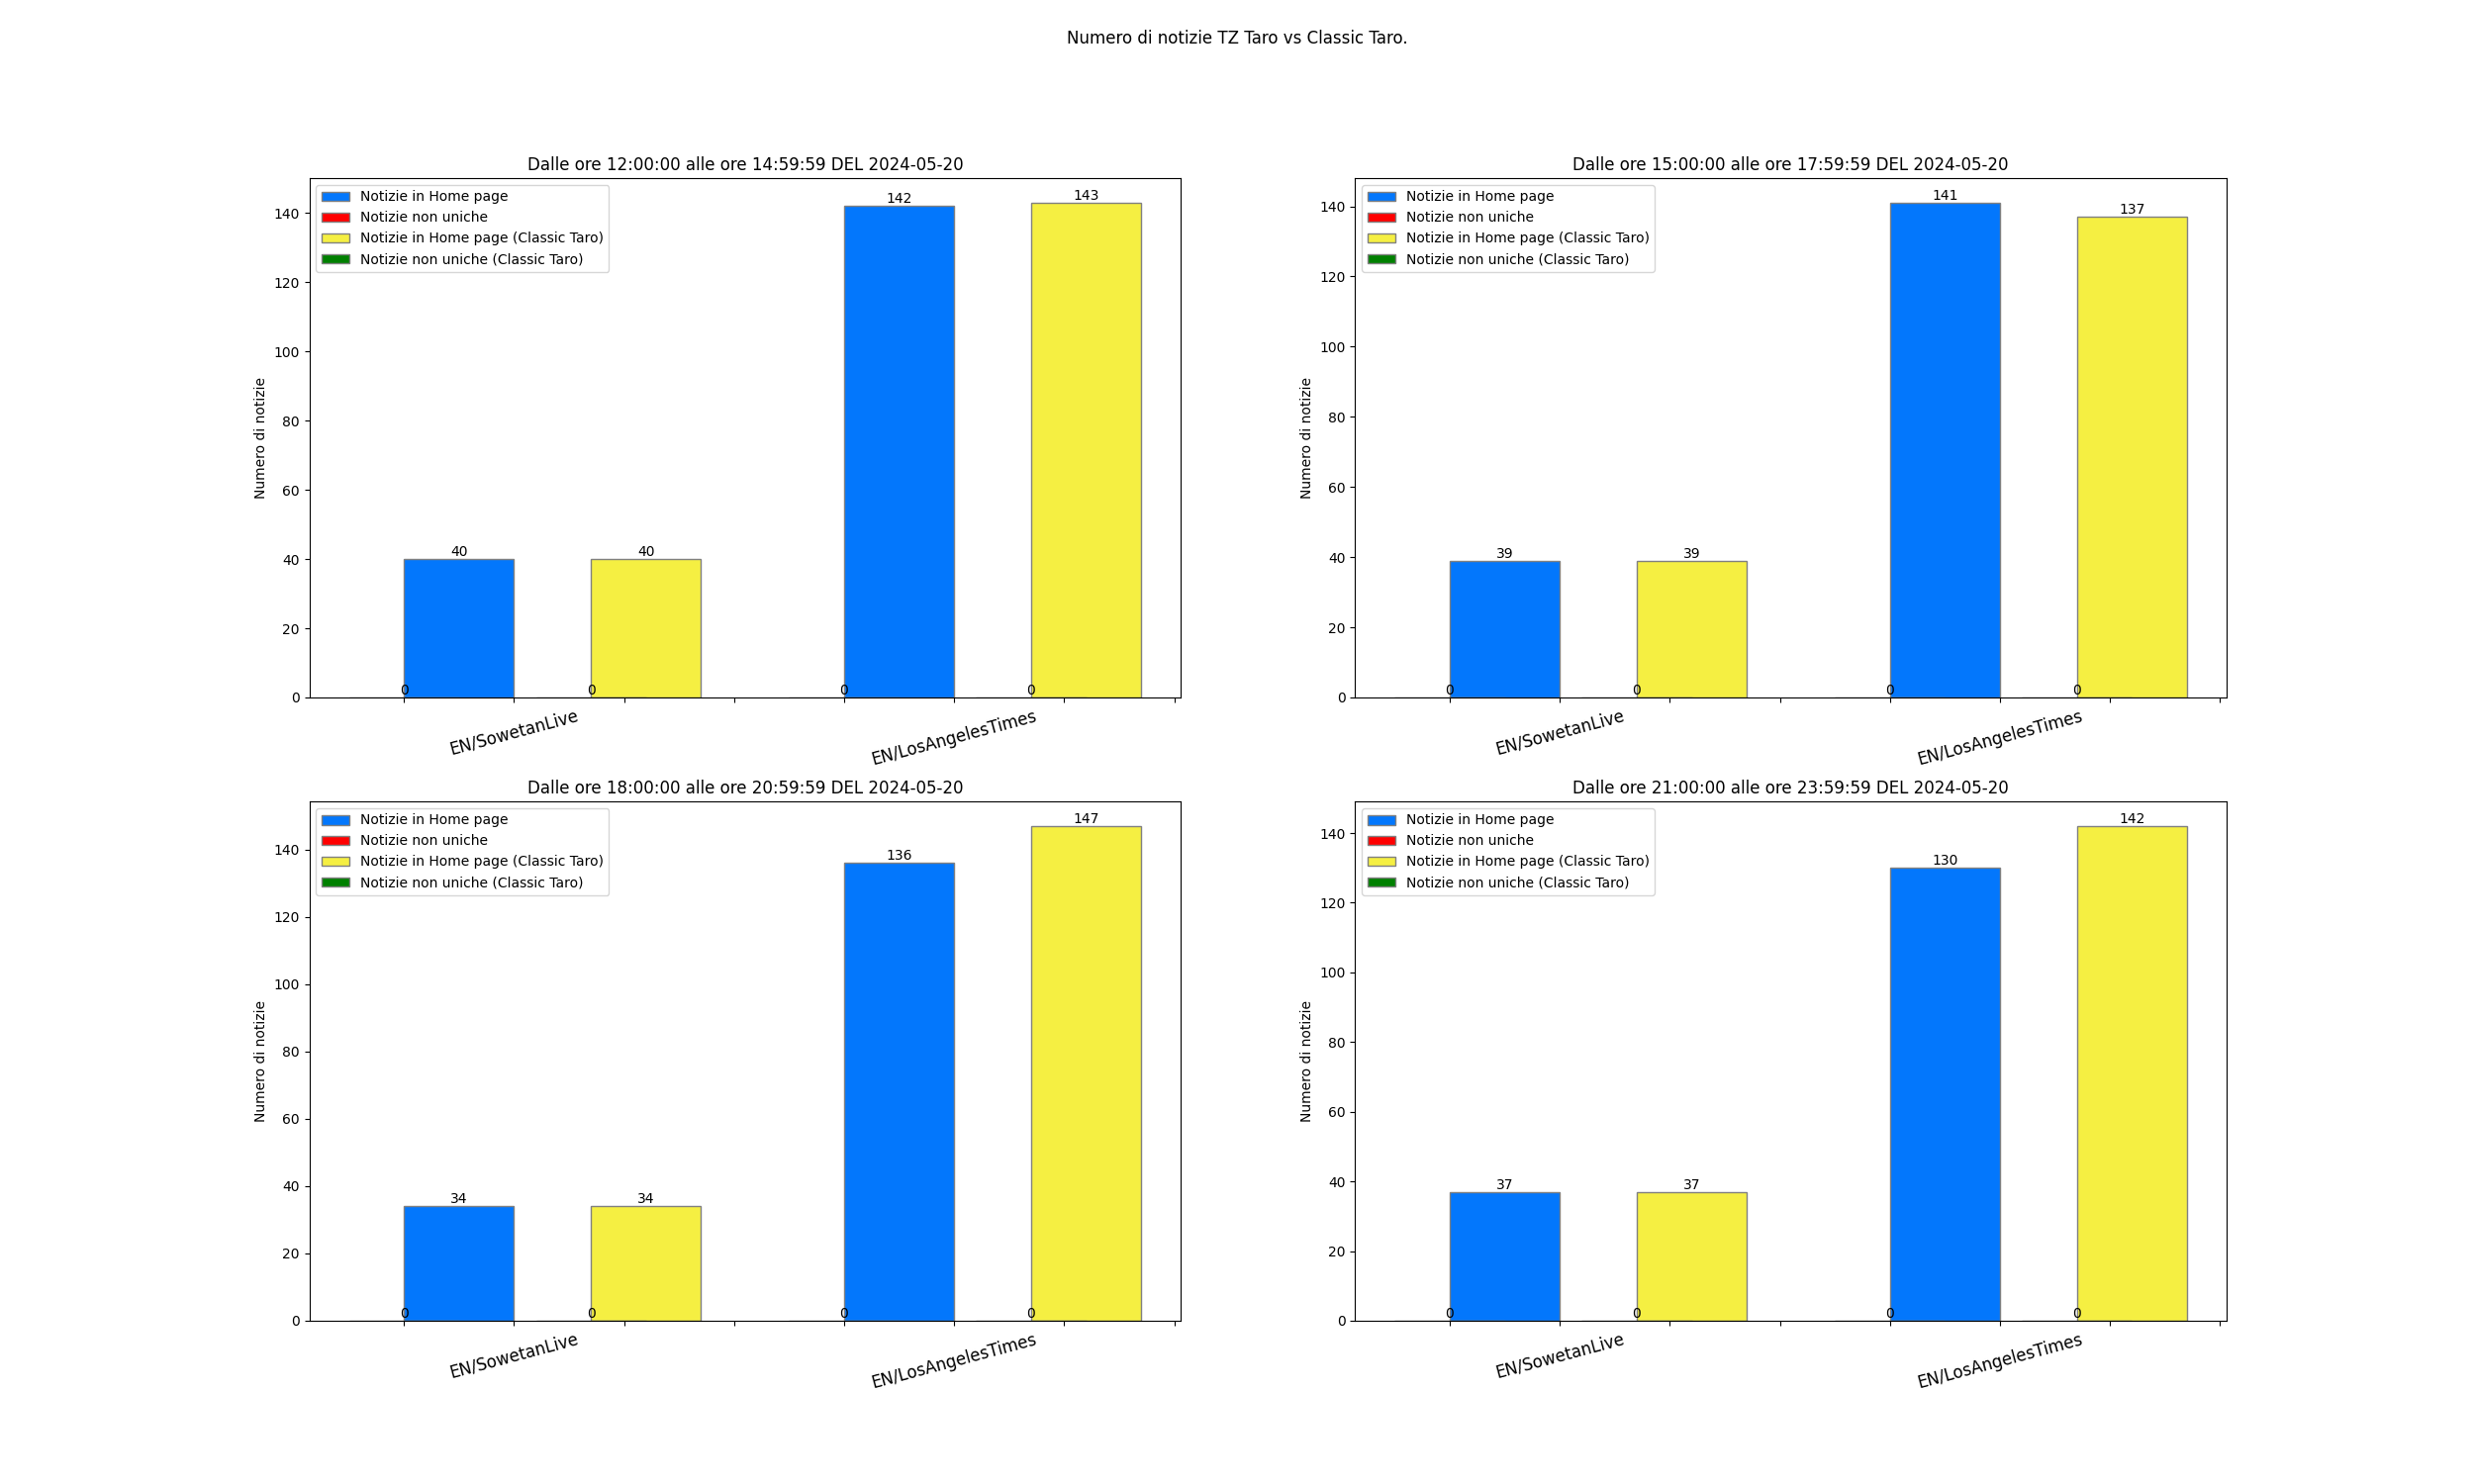 Numero di notizie TZ Taro vs Classic Taro.
Dalle ore 12:00:00 alle ore 14:59:59 DEL 2024-05-20
Notizie in Home page
Notizie non uniche
Notizie in Home page (Classic Taro)
Notizie non uniche (Classic Taro)
Numero di notizie
140
120
100
80
60
40
20
0
40
40
142
143
0
0
0
0
EN/SowetanLive
EN/LosAngelesTimes
Dalle ore 15:00:00 alle ore 17:59:59 DEL 2024-05-20
Notizie in Home page
Notizie non uniche
Notizie in Home page (Classic Taro)
Notizie non uniche (Classic Taro)
Numero di notizie
140
120
100
80
60
40
20
0
39
39
141
137
0
0
0
0
EN/SowetanLive
EN/LosAngelesTimes
Dalle ore 18:00:00 alle ore 20:59:59 DEL 2024-05-20
Notizie in Home page
Notizie non uniche
Notizie in Home page (Classic Taro)
Notizie non uniche (Classic Taro)
Numero di notizie
140
120
100
80
60
40
20
0
34
34
136
147
0
0
0
0
EN/SowetanLive
EN/LosAngelesTimes
Dalle ore 21:00:00 alle ore 23:59:59 DEL 2024-05-20
Notizie in Home page
Notizie non uniche
Notizie in Home page (Classic Taro)
Notizie non uniche (Classic Taro)
Numero di notizie
140
120
100
80
60
40
20
0
37
37
130
142
0
0
0
0
EN/SowetanLive
EN/LosAngelesTimes